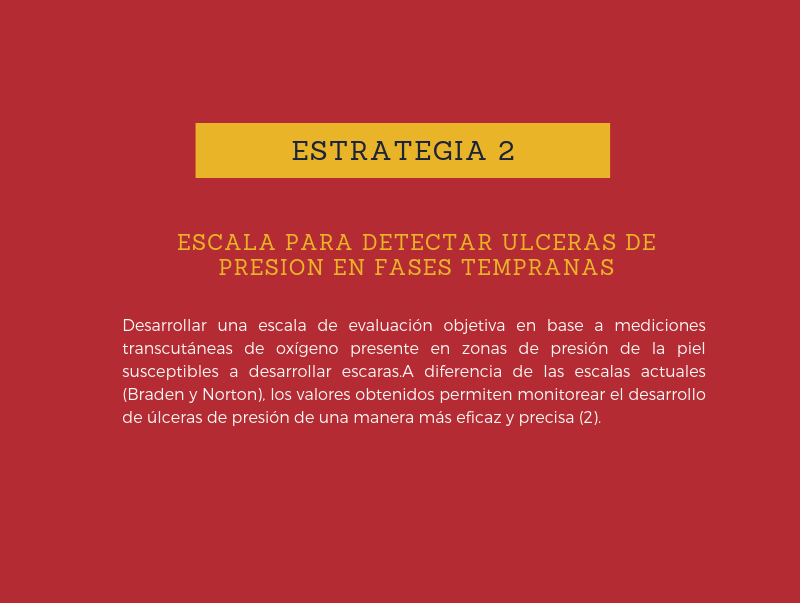 ESTRATEGIA 2
ESCALA PARA DETECTAR ULCERAS DE
PRESION EN FASES TEMPRANAS
Desarrollar una escala de evaluación objetiva en base a mediciones
transcutáneas de oxígeno presente en zonas de presión de la piel
susceptibles a desarrollar escaras.A diferencia de las escalas actuales
(Braden y Norton), los valores obtenidos permiten monitorear el desarrollo
de úlceras de presión de una manera más eficaz y precisa (2).